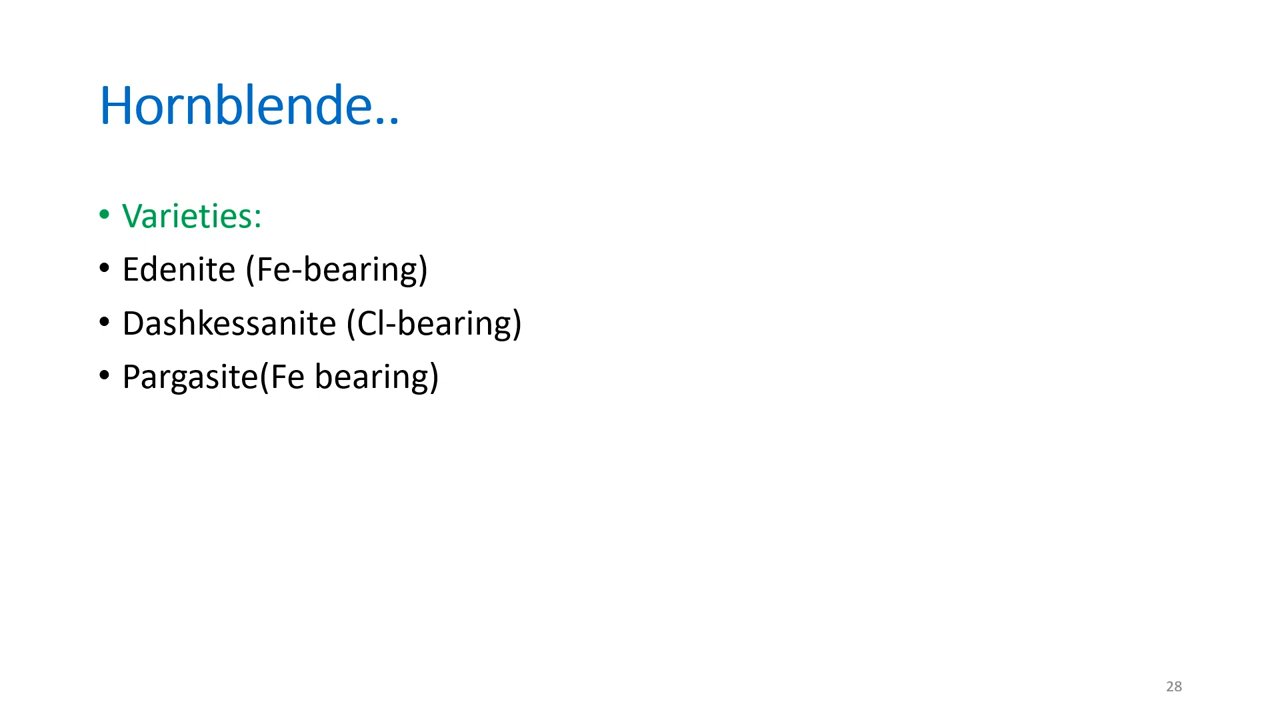 Hornblende..
• Varieties:
• Edenite (Fe-bearing)
• Dashkessanite (Cl-bearing)
• Pargasite(Fe bearing)
28